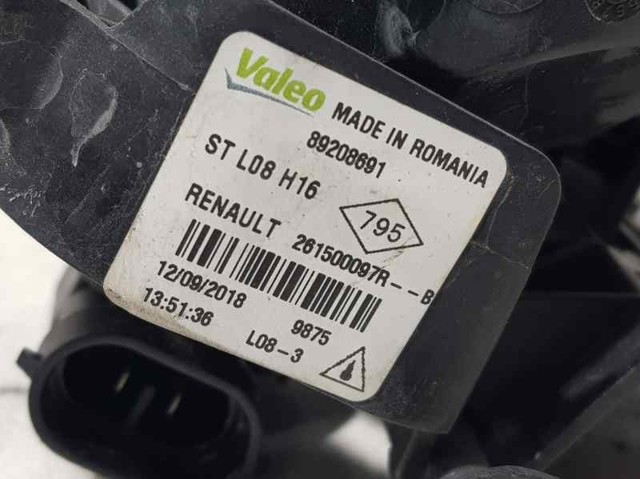 Valeo MADE IN ROMANIA
89208691
ST L08 H16
RENAULT 795
261500097R--B
12/09/2018 9875
13:51:36 L08-3